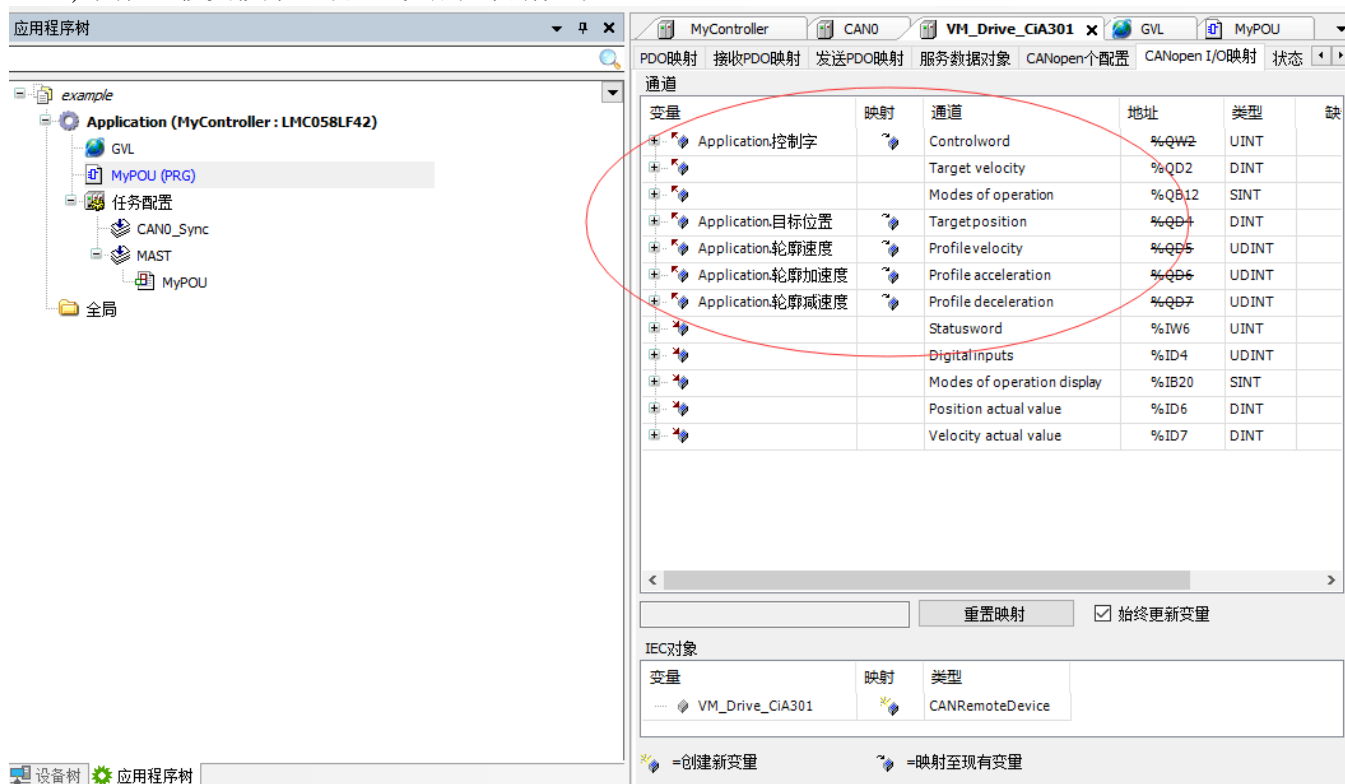 应用程序树
MyController CAN0 VM_Drive_CiA301 GVL MyPOU
PDO映射 接收PDO映射 发送PDO映射 服务数据对象 CANopen个配置 CANopen I/O映射 状态
通道
example
Application (MyController : LMC058LF42)
GVL
MyPOU (PRG)
任务配置
CAN0_Sync
MAST
MyPOU
全局
变量 映射 通道 地址 类型 缺
Application.控制字 Controlword %QW2 UINT
Target velocity %QD2 DINT
Modes of operation %QB12 SINT
Application.目标位置 Targetposition %QD4 DINT
Application.轮廓速度 Profilevelocity %QD5 UDINT
Application.轮廓加速度 Profile acceleration %QD6 UDINT
Application.轮廓减速度 Profile deceleration %QD7 UDINT
Statusword %IW6 UINT
Digitalinputs %ID4 UDINT
Modes of operation display %IB20 SINT
Position actual value %ID6 DINT
Velocity actual value %ID7 DINT
重置映射 始终更新变量
IEC对象
变量 映射 类型
VM_Drive_CiA301 CANRemoteDevice
=创建新变量 =映射至现有变量
设备树 应用程序树